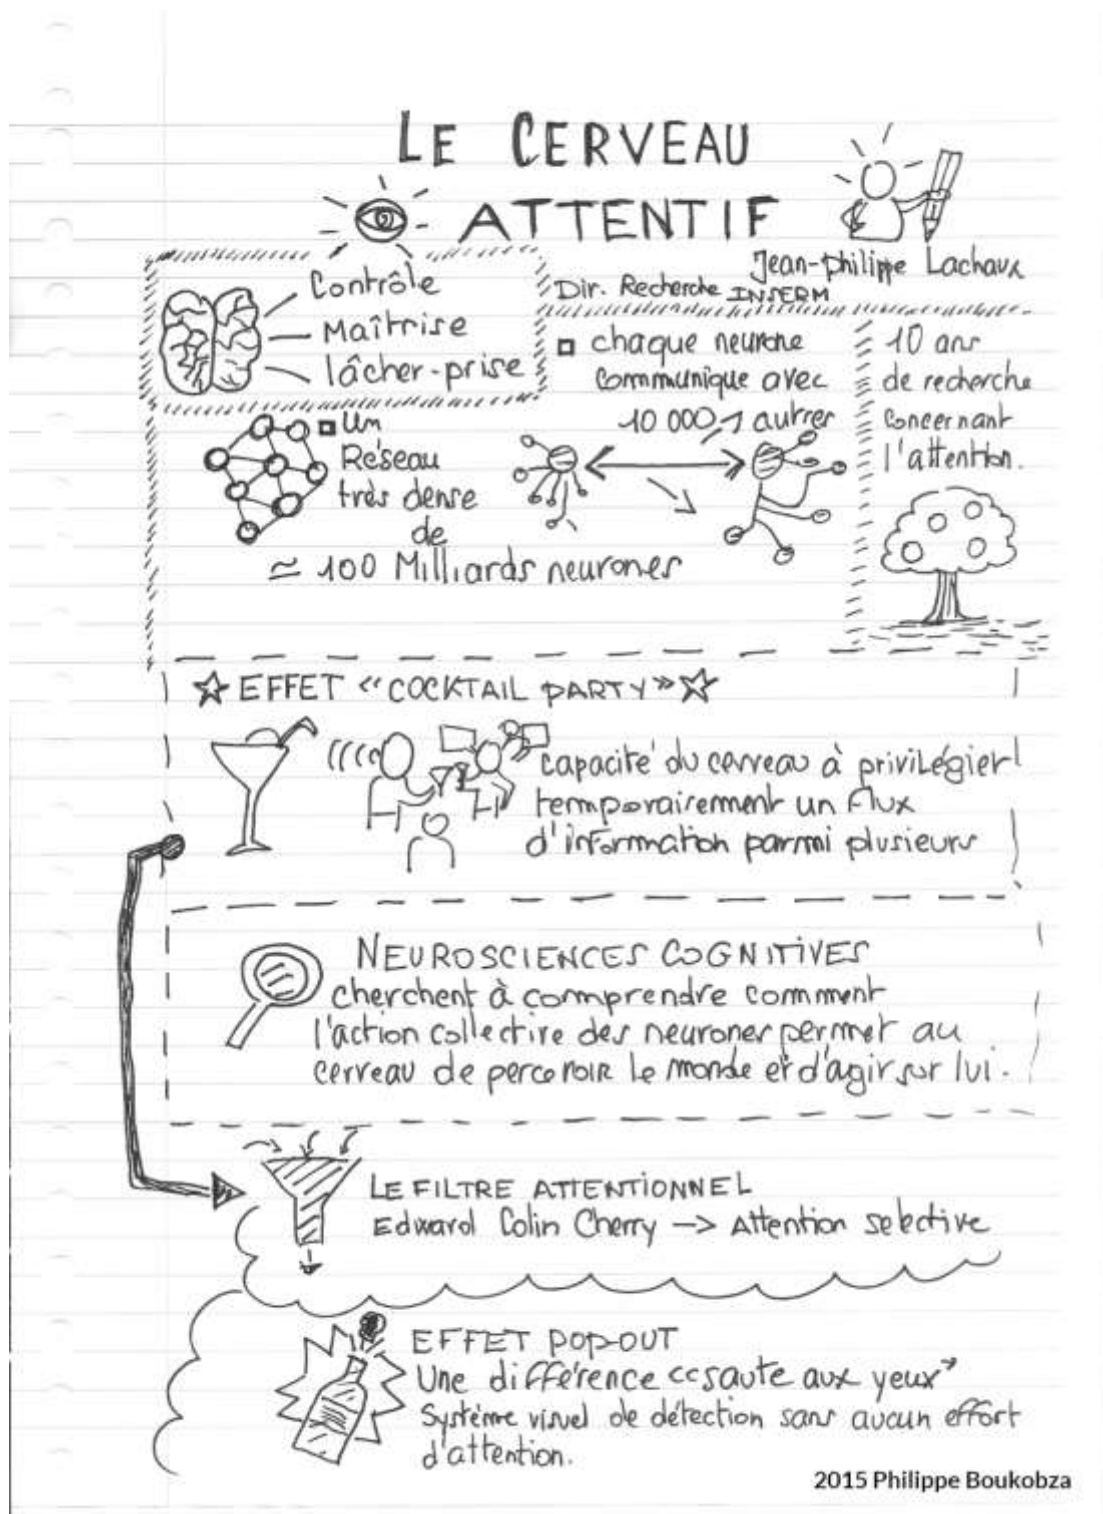 LE CERVEAU
ATTENTIF
Jean-Philippe Lachaux
Dir. Recherche INSERM
Contrôle
Maîtrise
lâcher-prise
chaque neurone
communique avec
10 000 autres
10 ans
de recherche
concernant
l'attention.
Un
Réseau
très dense
de
≃ 100 Milliards neurones
EFFET "COCKTAIL PARTY"
capacité du cerveau à privilégier
temporairement un flux
d'information parmi plusieurs
NEUROSCIENCES COGNITIVES
cherchent à comprendre comment
l'action collective des neurones permet au
cerveau de percevoir le monde et d'agir sur lui.
LE FILTRE ATTENTIONNEL
Edward Colin Cherry -> Attention selective
EFFET POP-OUT
Une différence "saute aux yeux"
Système visuel de détection sans aucun effort
d'attention.
2015 Philippe Boukobza